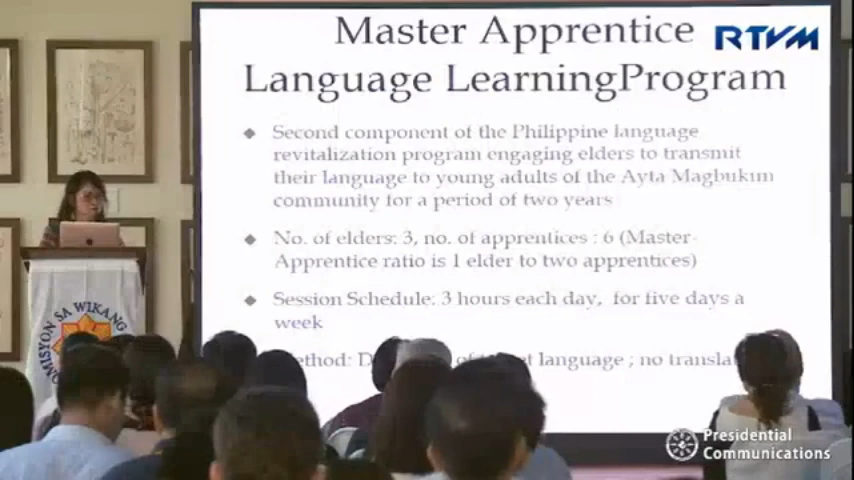 Master Apprentice
Language LearningProgram
RTVM
◆ Second component of the Philippine language
revitalization program engaging elders to transmit
their language to young adults of the Ayta Magbukun
community for a period of two years
◆ No. of elders: 3, no. of apprentices : 6 (Master-
Apprentice ratio is 1 elder to two apprentices)
◆ Session Schedule: 3 hours each day, for five days a
week
language ; no
SA WIKANG
Presidential
Communications